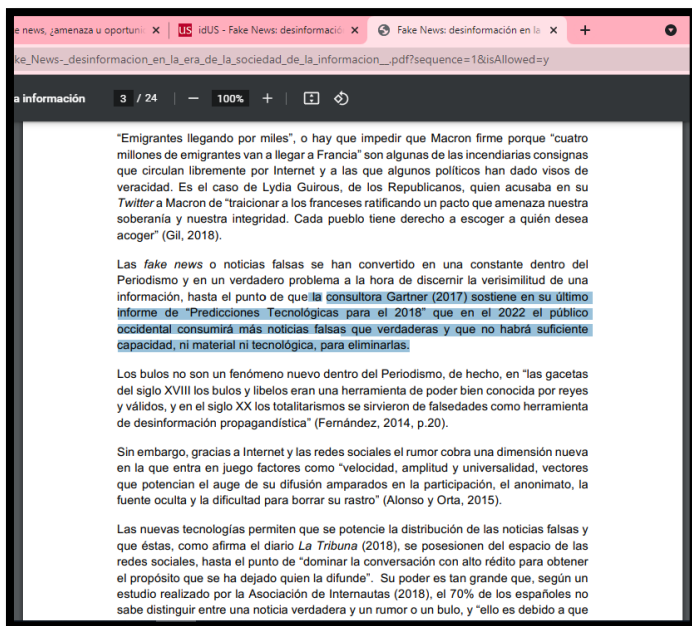 e news, ¿amenaza u oportuni
US idUS - Fake News: desinformació
Fake News: desinformación en la
ke_News-_desinformacion_en_la_era_de_la_sociedad_de_la_informacion__.pdf?sequence=1&isAllowed=y
a información
3 / 24
100%
“Emigrantes llegando por miles”, o hay que impedir que Macron firme porque “cuatro
millones de emigrantes van a llegar a Francia” son algunas de las incendiarias consignas
que circulan libremente por Internet y a las que algunos políticos han dado visos de
veracidad. Es el caso de Lydia Guirous, de los Republicanos, quien acusaba en su
Twitter a Macron de “traicionar a los franceses ratificando un pacto que amenaza nuestra
soberanía y nuestra integridad. Cada pueblo tiene derecho a escoger a quién desea
acoger” (Gil, 2018).
Las fake news o noticias falsas se han convertido en una constante dentro del
Periodismo y en un verdadero problema a la hora de discernir la verisimilitud de una
información, hasta el punto de que la consultora Gartner (2017) sostiene en su último
informe de “Predicciones Tecnológicas para el 2018” que en el 2022 el público
occidental consumirá más noticias falsas que verdaderas y que no habrá suficiente
capacidad, ni material ni tecnológica, para eliminarlas.
Los bulos no son un fenómeno nuevo dentro del Periodismo, de hecho, en “las gacetas
del siglo XVIII los bulos y libelos eran una herramienta de poder bien conocida por reyes
y válidos, y en el siglo XX los totalitarismos se sirvieron de falsedades como herramienta
de desinformación propagandística” (Fernández, 2014, p.20).
Sin embargo, gracias a Internet y las redes sociales el rumor cobra una dimensión nueva
en la que entra en juego factores como “velocidad, amplitud y universalidad, vectores
que potencian el auge de su difusión amparados en la participación, el anonimato, la
fuente oculta y la dificultad para borrar su rastro” (Alonso y Orta, 2015).
Las nuevas tecnologías permiten que se potencie la distribución de las noticias falsas y
que éstas, como afirma el diario La Tribuna (2018), se posesionen del espacio de las
redes sociales, hasta el punto de “dominar la conversación con alto rédito para obtener
el propósito que se ha dejado quien la difunde”. Su poder es tan grande que, según un
estudio realizado por la Asociación de Internautas (2018), el 70% de los españoles no
sabe distinguir entre una noticia verdadera y un rumor o un bulo, y “ello es debido a que